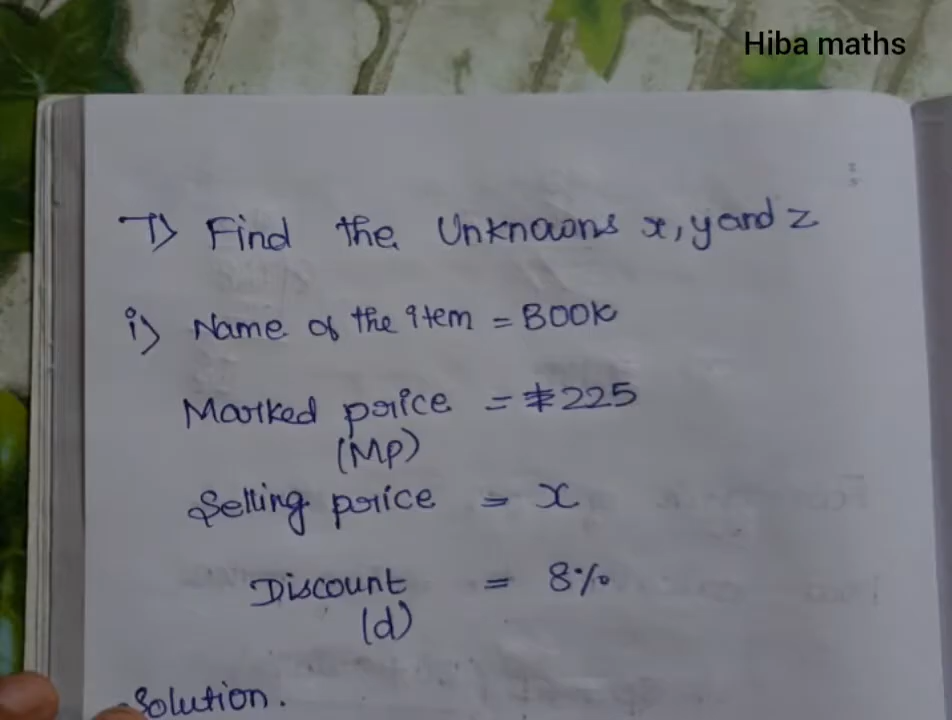 Hiba maths
7) Find the Unknowns x, y and z
i) Name of the item = BOOK
Marked price = ₹225
(MP)
Selling price = x
Discount = 8%
(d)
Solution.